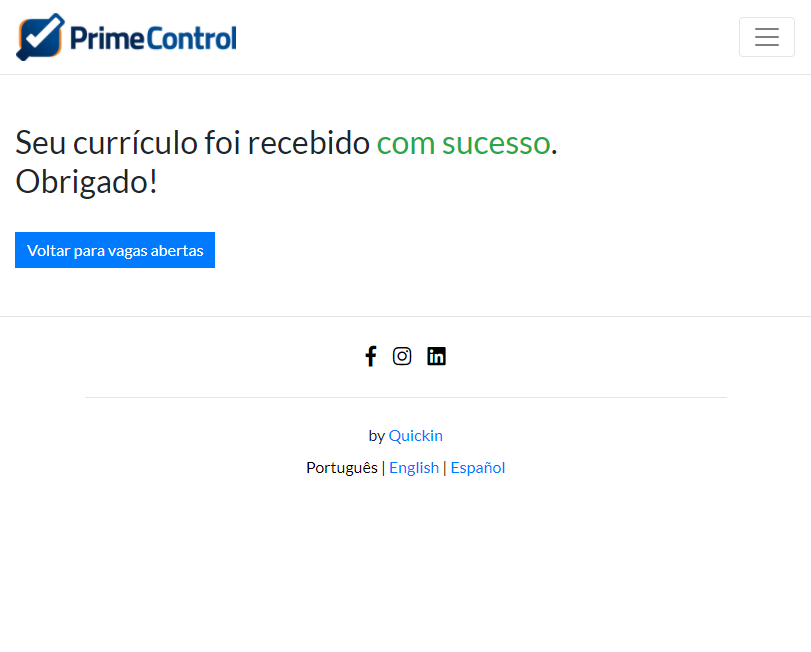 PrimeControl
Seu currículo foi recebido com sucesso.
Obrigado!
Voltar para vagas abertas
by Quickin
Português | English | Español